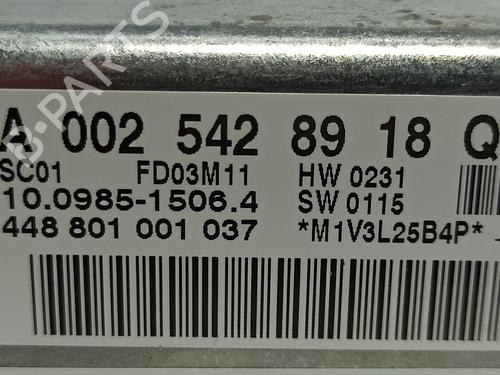 A 002 542 89 18 Q
SC01 FD03M11 HW 0231
10.0985-1506.4 SW 0115
448 801 001 037 *M1V3L25B4P*
B-PARTS